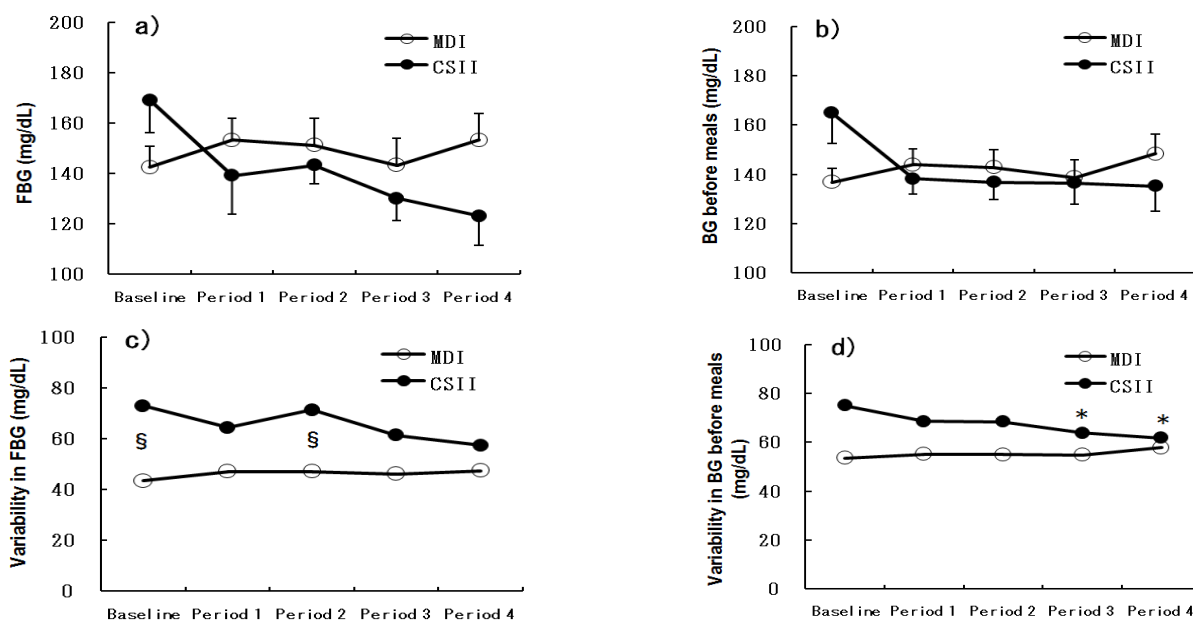 a)
MDI
CSII
FBG (mg/dL)
200
180
160
140
120
100
Baseline Period 1 Period 2 Period 3 Period 4
b)
MDI
CSII
BG before meals (mg/dL)
200
180
160
140
120
100
Baseline Period 1 Period 2 Period 3 Period 4
c)
MDI
CSII
Variability in FBG (mg/dL)
100
80
60
40
20
0
§ §
Baseline Period 1 Period 2 Period 3 Period 4
d)
MDI
CSII
Variability in BG before meals
(mg/dL)
100
80
60
40
20
0
* *
Baseline Period 1 Period 2 Period 3 Period 4